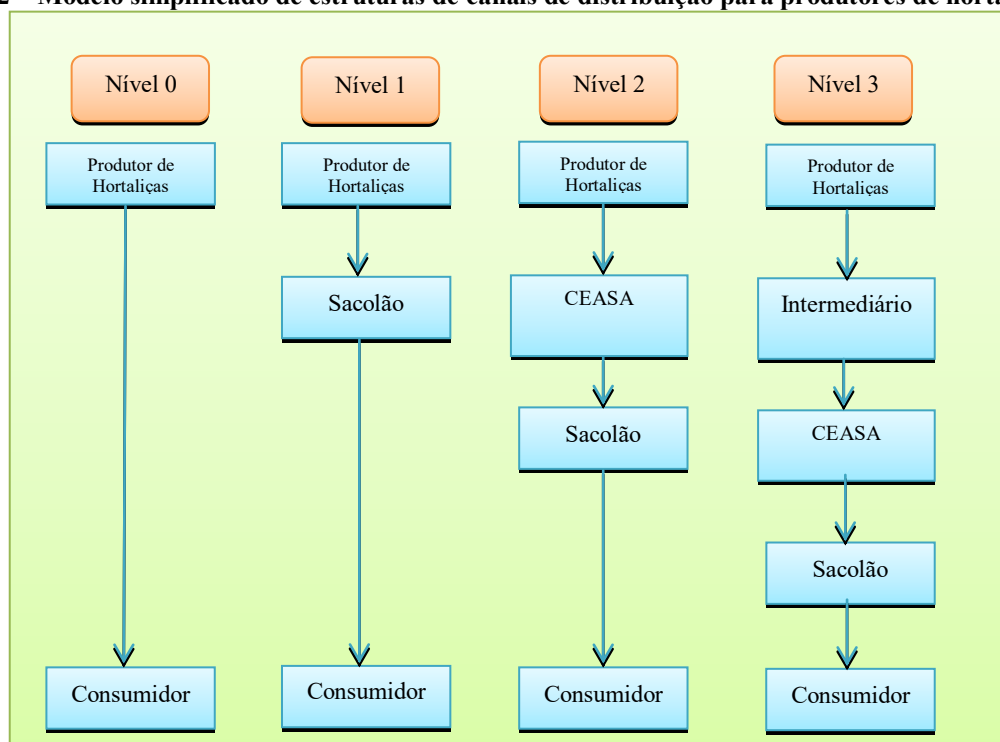 2 – Modelo simplificado de estruturas de canais de distribuição para produtores de horta
Nível 0
Nível 1
Nível 2
Nível 3
Produtor de
Hortaliças
Produtor de
Hortaliças
Produtor de
Hortaliças
Produtor de
Hortaliças
Sacolão
CEASA
Intermediário
Sacolão
CEASA
Sacolão
Consumidor
Consumidor
Consumidor
Consumidor